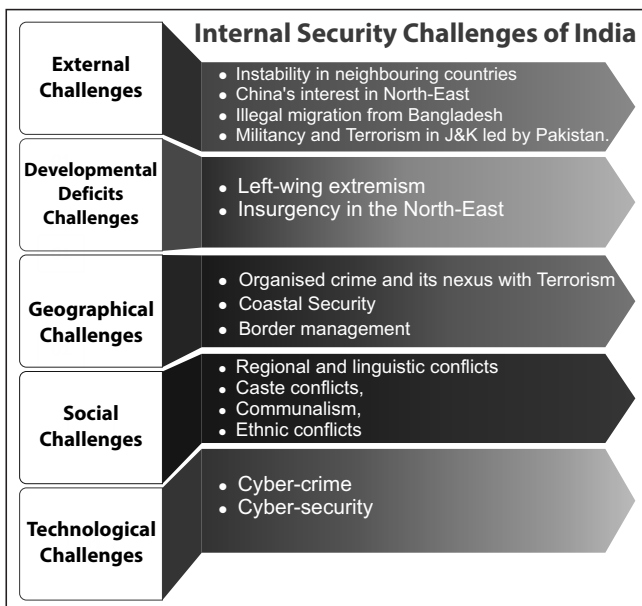 Internal Security Challenges of India
External
Challenges
• Instability in neighbouring countries
• China's interest in North-East
• Illegal migration from Bangladesh
• Militancy and Terrorism in J&K led by Pakistan.
Developmental
Deficits
Challenges
• Left-wing extremism
• Insurgency in the North-East
Geographical
Challenges
• Organised crime and its nexus with Terrorism
• Coastal Security
• Border management
Social
Challenges
• Regional and linguistic conflicts
• Caste conflicts,
• Communalism,
• Ethnic conflicts
Technological
Challenges
• Cyber-crime
• Cyber-security